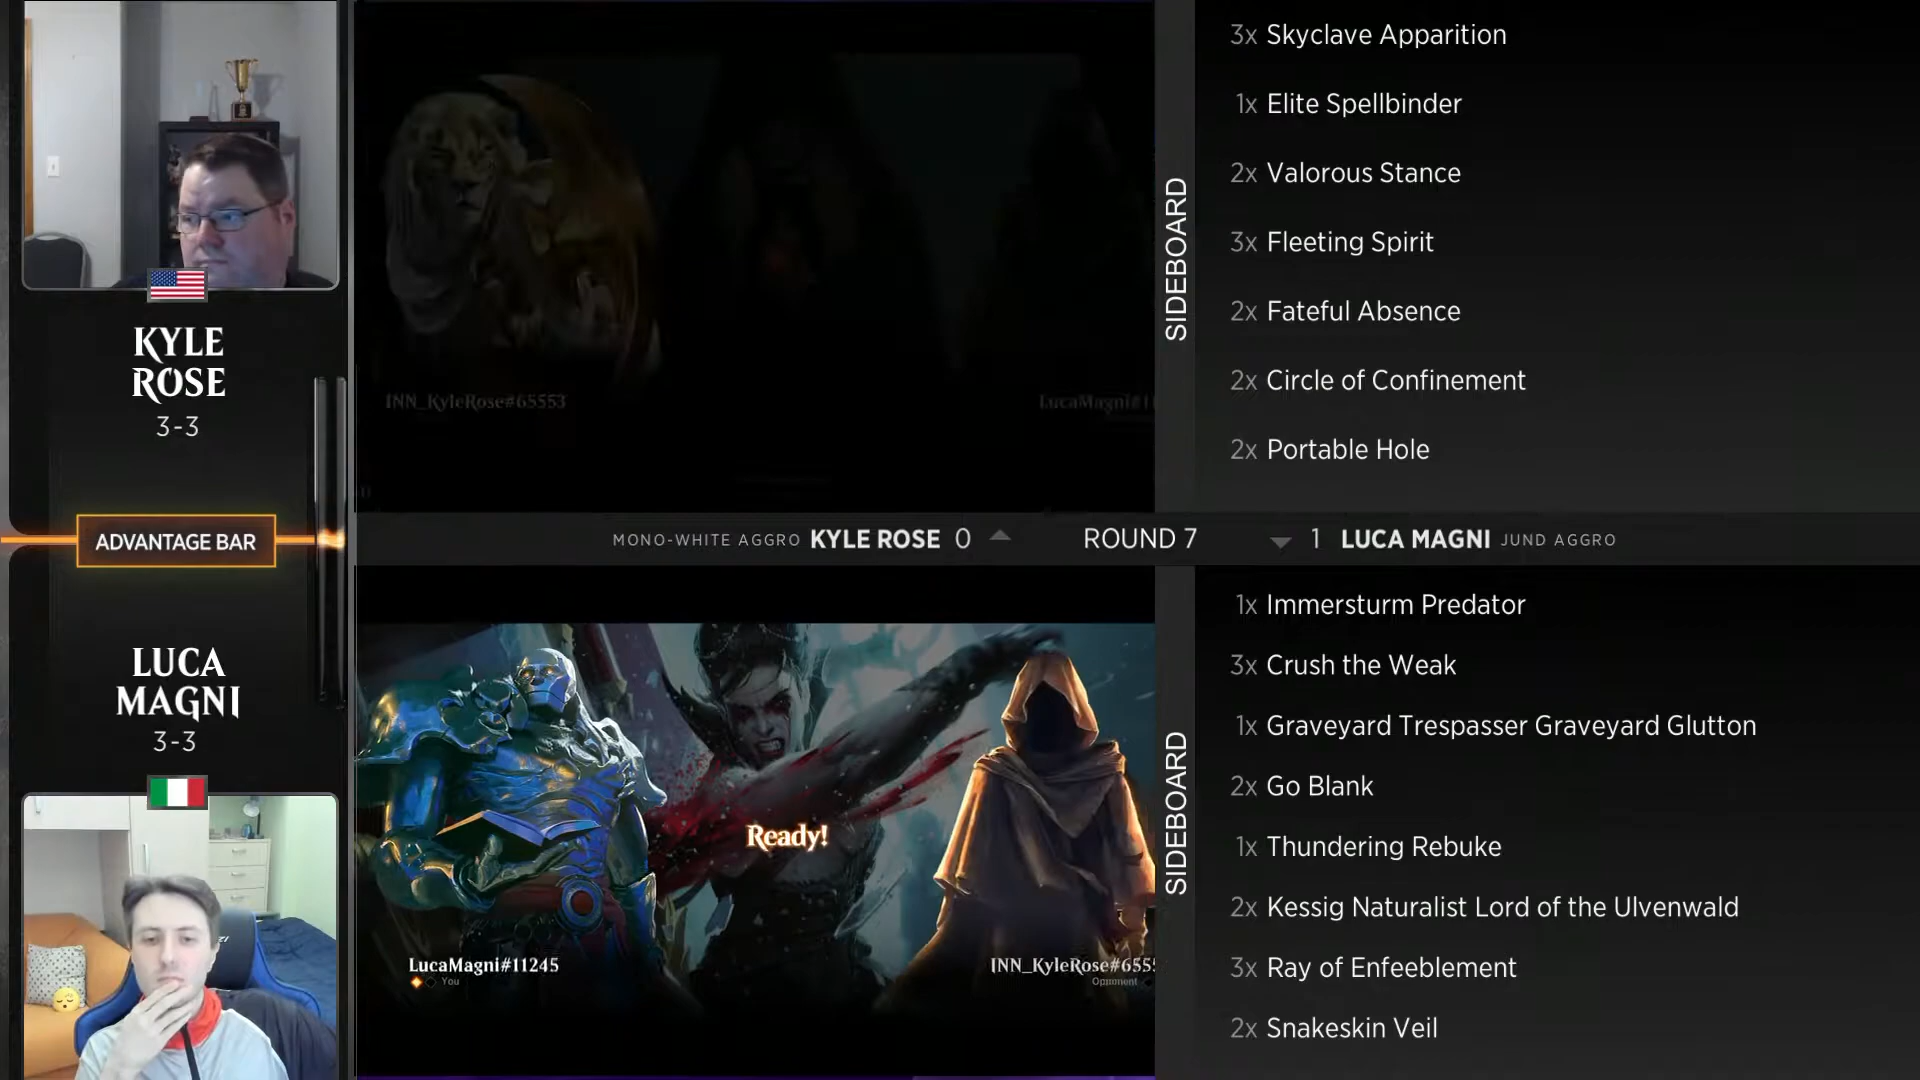 KYLE
ROSE
3-3
ADVANTAGE BAR
LUCA
MAGNI
3-3
INN_KyleRose#65553
LucaMagni#11
SIDEBOARD
3x Skyclave Apparition
1x Elite Spellbinder
2x Valorous Stance
3x Fleeting Spirit
2x Fateful Absence
2x Circle of Confinement
2x Portable Hole
MONO-WHITE AGGRO KYLE ROSE 0 ROUND 7 1 LUCA MAGNI JUND AGGRO
Ready!
LucaMagni#11245
You
INN_KyleRose#6555
Opponent
SIDEBOARD
1x Immersturm Predator
3x Crush the Weak
1x Graveyard Trespasser Graveyard Glutton
2x Go Blank
1x Thundering Rebuke
2x Kessig Naturalist Lord of the Ulvenwald
3x Ray of Enfeeblement
2x Snakeskin Veil